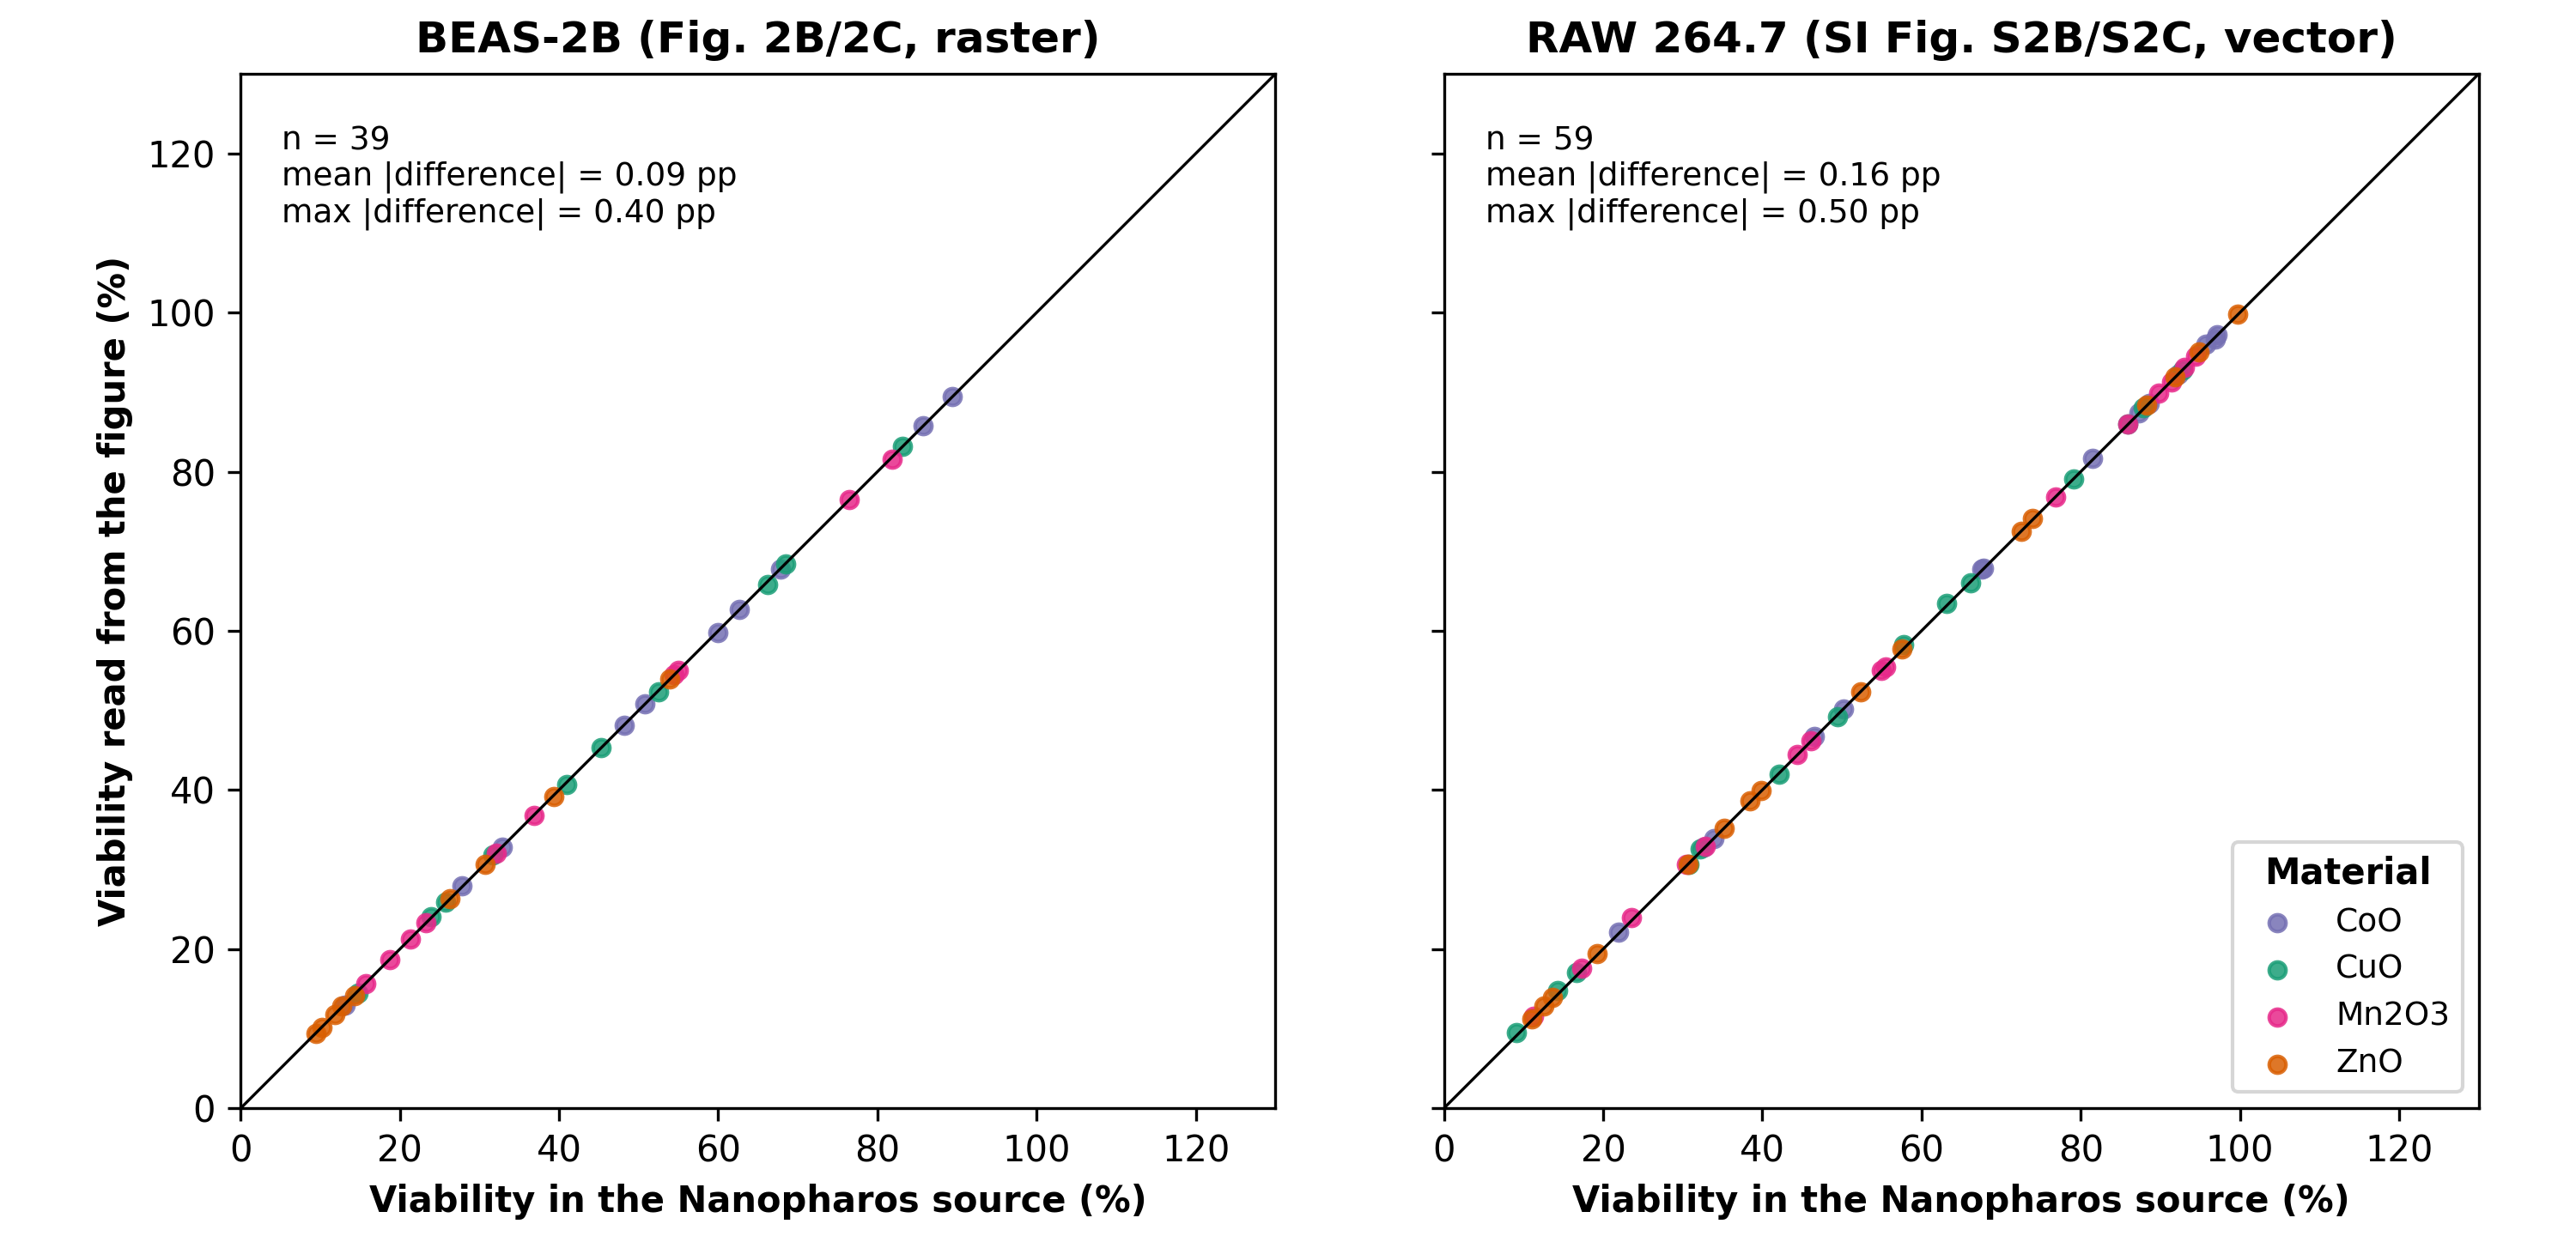 BEAS-2B (Fig. 2B/2C, raster)
n = 39
mean |difference| = 0.09 pp
max |difference| = 0.40 pp
Viability read from the figure (%)
120
100
80
60
40
20
0
0 20 40 60 80 100 120
Viability in the Nanopharos source (%)
RAW 264.7 (SI Fig. S2B/S2C, vector)
n = 59
mean |difference| = 0.16 pp
max |difference| = 0.50 pp
Material
CoO
CuO
Mn2O3
ZnO
0 20 40 60 80 100 120
Viability in the Nanopharos source (%)